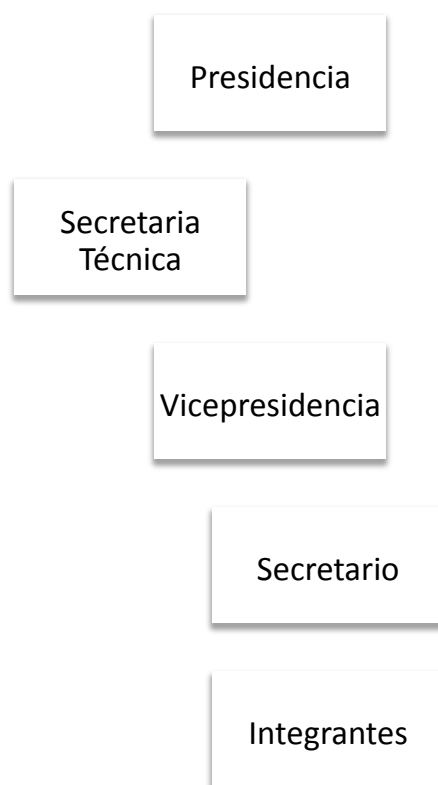 Presidencia
Secretaria
Técnica
Vicepresidencia
Secretario
Integrantes